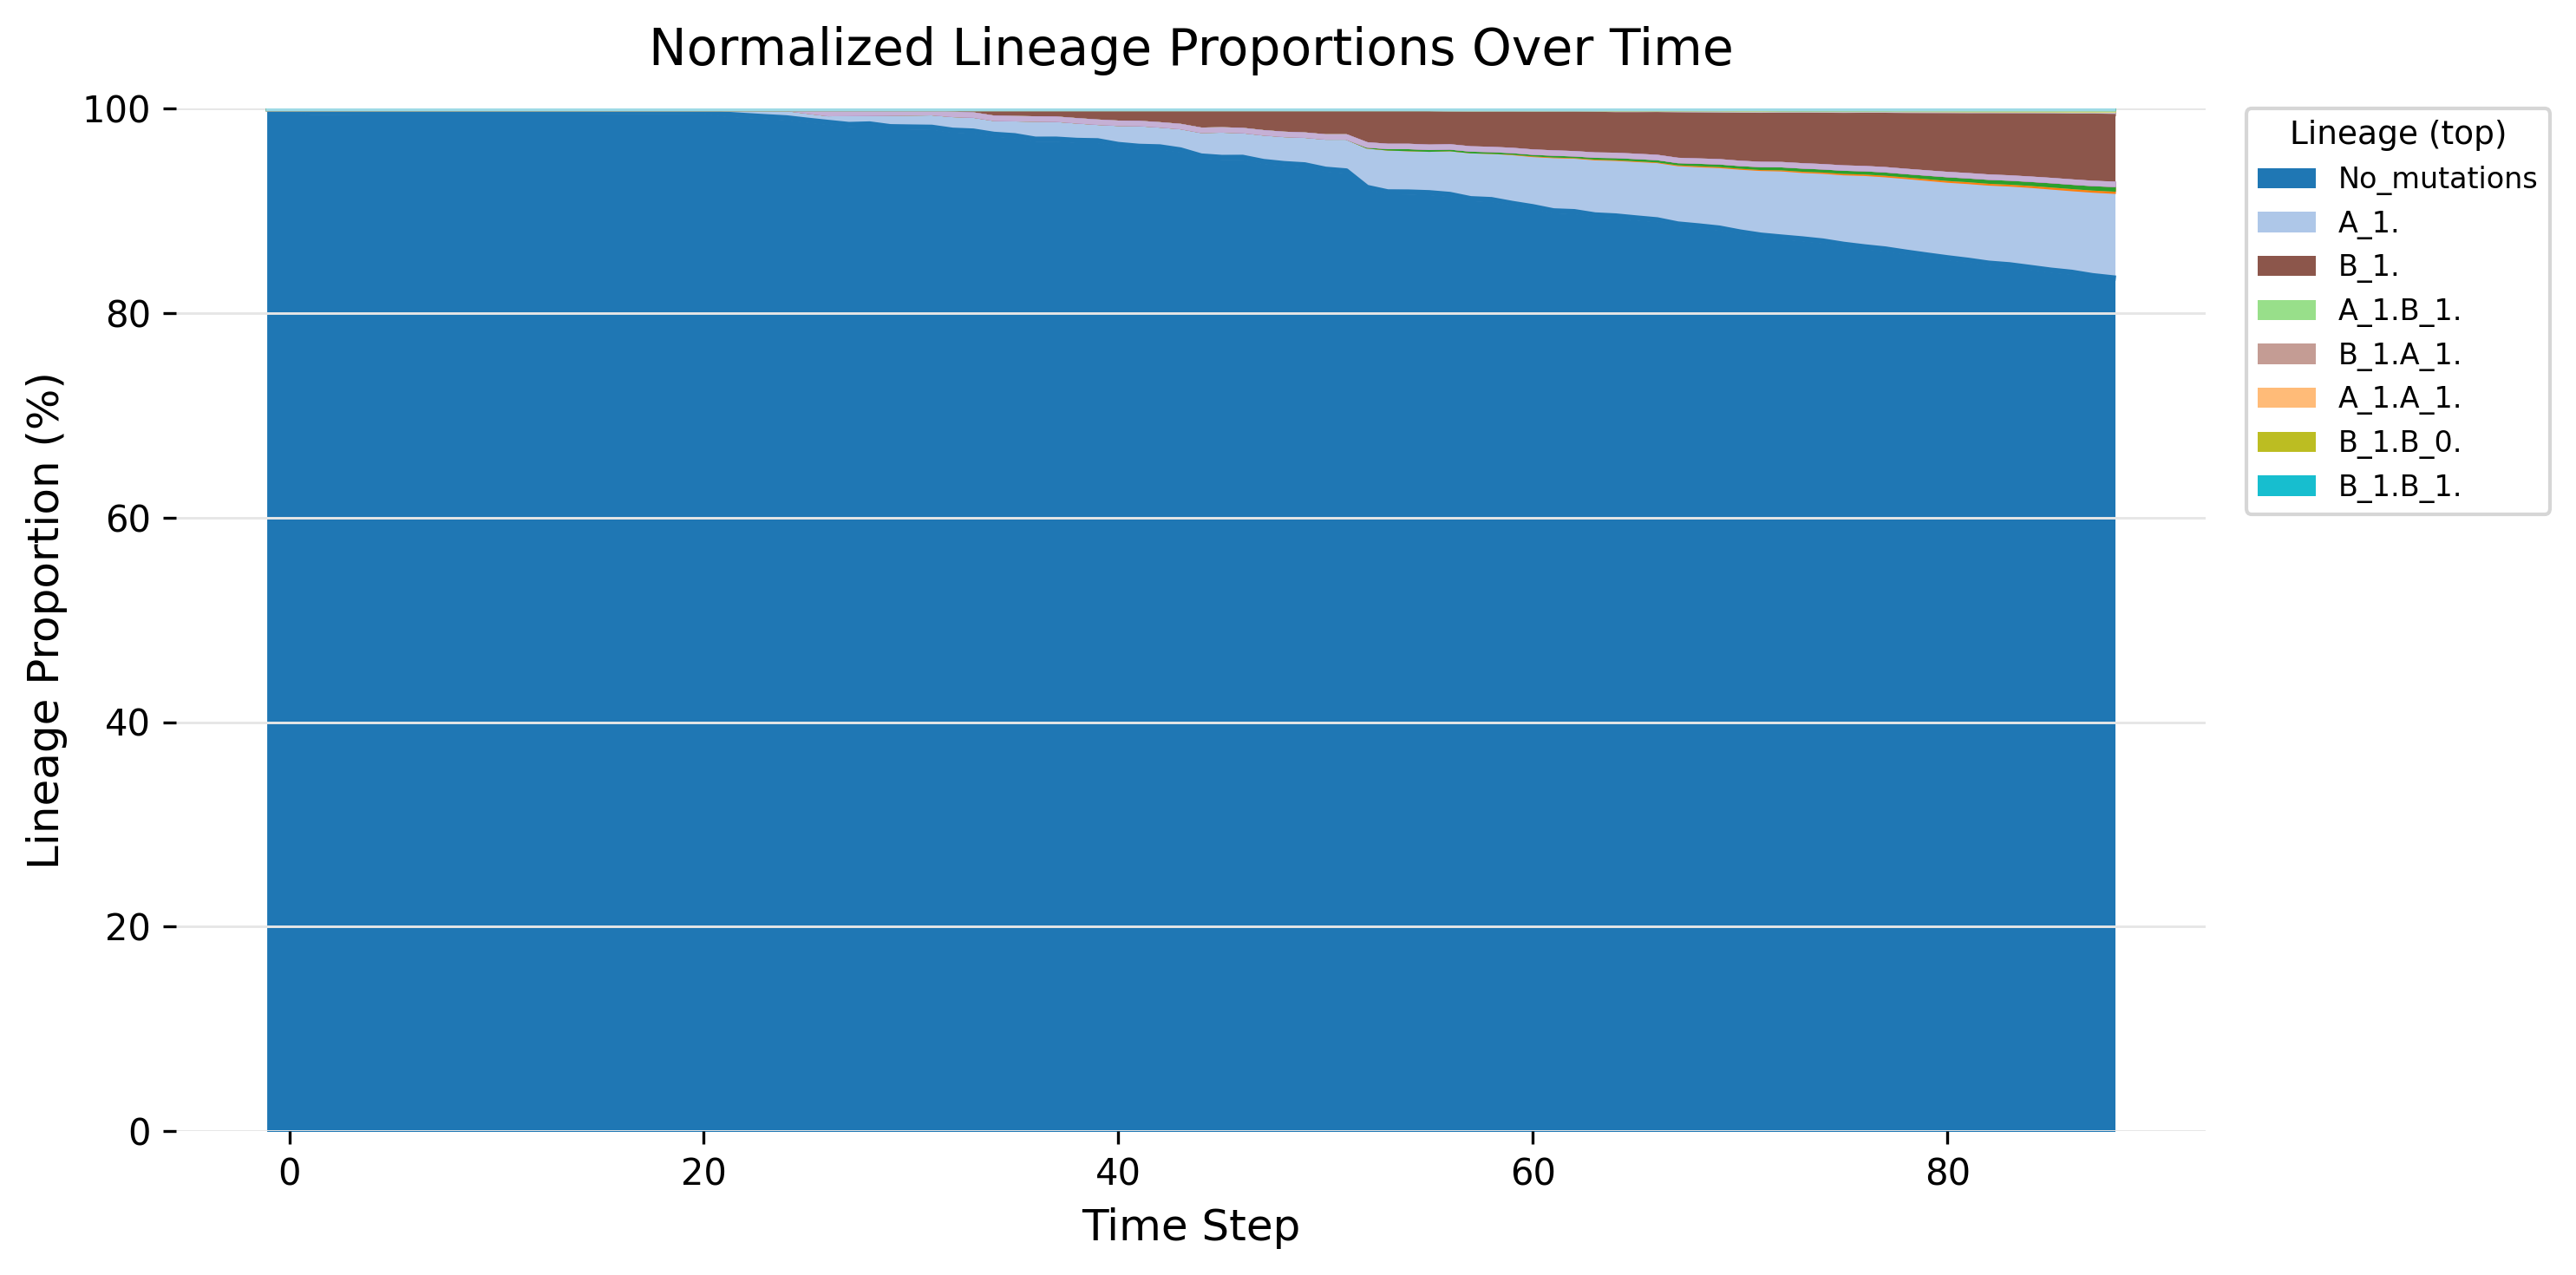 Normalized Lineage Proportions Over Time
Lineage Proportion (%)
100
80
60
40
20
0
0 20 40 60 80
Time Step
Lineage (top)
No_mutations
A_1.
B_1.
A_1.B_1.
B_1.A_1.
A_1.A_1.
B_1.B_0.
B_1.B_1.